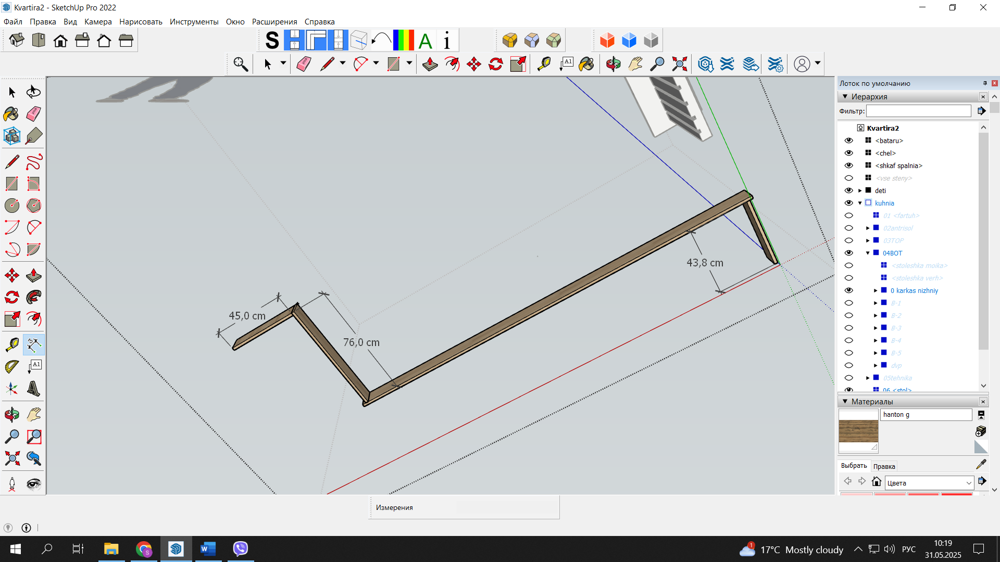 Kvartira2 - SketchUp Pro 2022
Файл Правка Вид Камера Нарисовать Инструменты Окно Расширения Справка
S A i
A1
Лоток по умолчанию
Иерархия
Фильтр:
Kvartira2
<bataru>
<chel>
<shkaf spalnia>
<vse steny>
deti
kuhnia
01 <fartuh>
02antrisol
03TOP
04BOT
<stoleshka moika>
<stoleshka verh>
0 karkas nizhniy
B-1
B-2
B-3
B-4
B-5
dvp
05tehnika
06 <stol>
43,8 cm
45,0 cm
76,0 cm
A1
Материалы
hanton g
Выбрать Правка
Цвета
Измерения
1
17°C Mostly cloudy
РУС
10:19
31.05.2025